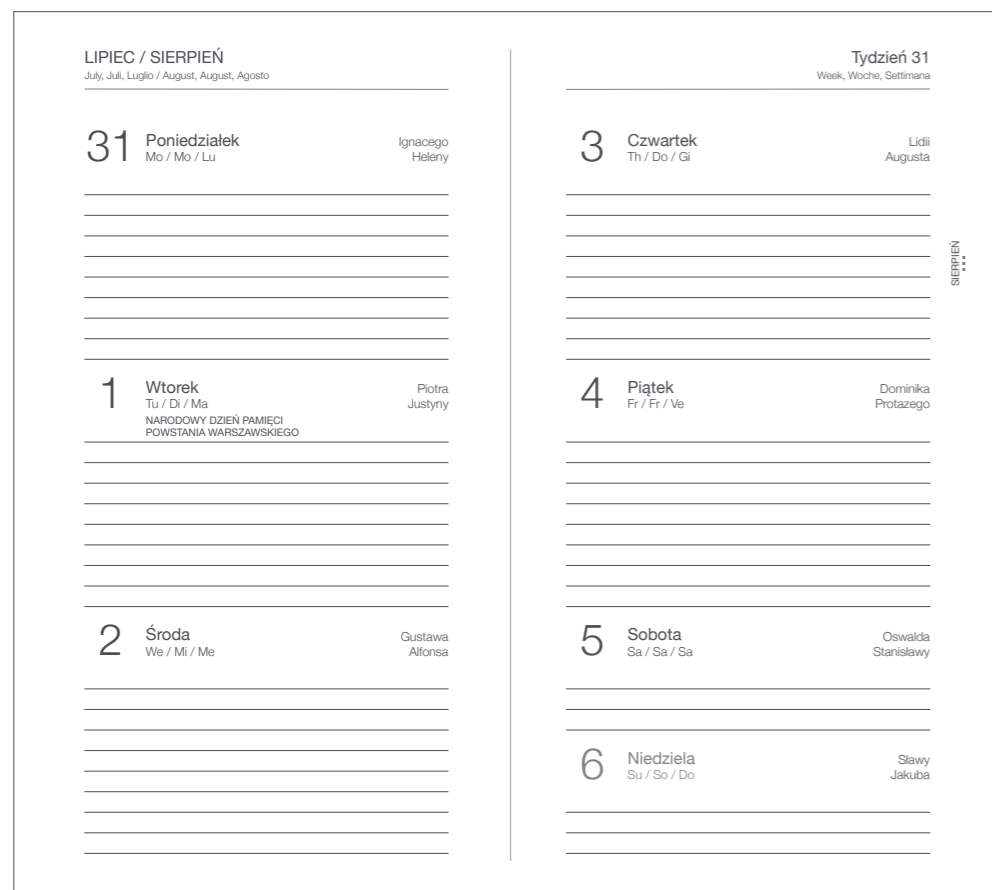 LIPIEC / SIERPIEŃ
July, Juli, Luglio / August, August, Agosto
31
Poniedziałek
Mo / Mo / Lu
Ignacego
Heleny
1
Wtorek
Tu / Di / Ma
NARODOWY DZIEŃ PAMIĘCI
POWSTANIA WARSZAWSKIEGO
Piotra
Justyny
2
Środa
We / Mi / Me
Gustawa
Alfonsa
Tydzień 31
Week, Woche, Settimana
3
Czwartek
Th / Do / Gi
Lidii
Augusta
4
Piątek
Fr / Fr / Ve
Dominika
Protazego
5
Sobota
Sa / Sa / Sa
Oswalda
Stanisławy
6
Niedziela
Su / So / Do
Sławy
Jakuba
SIERPIEŃ